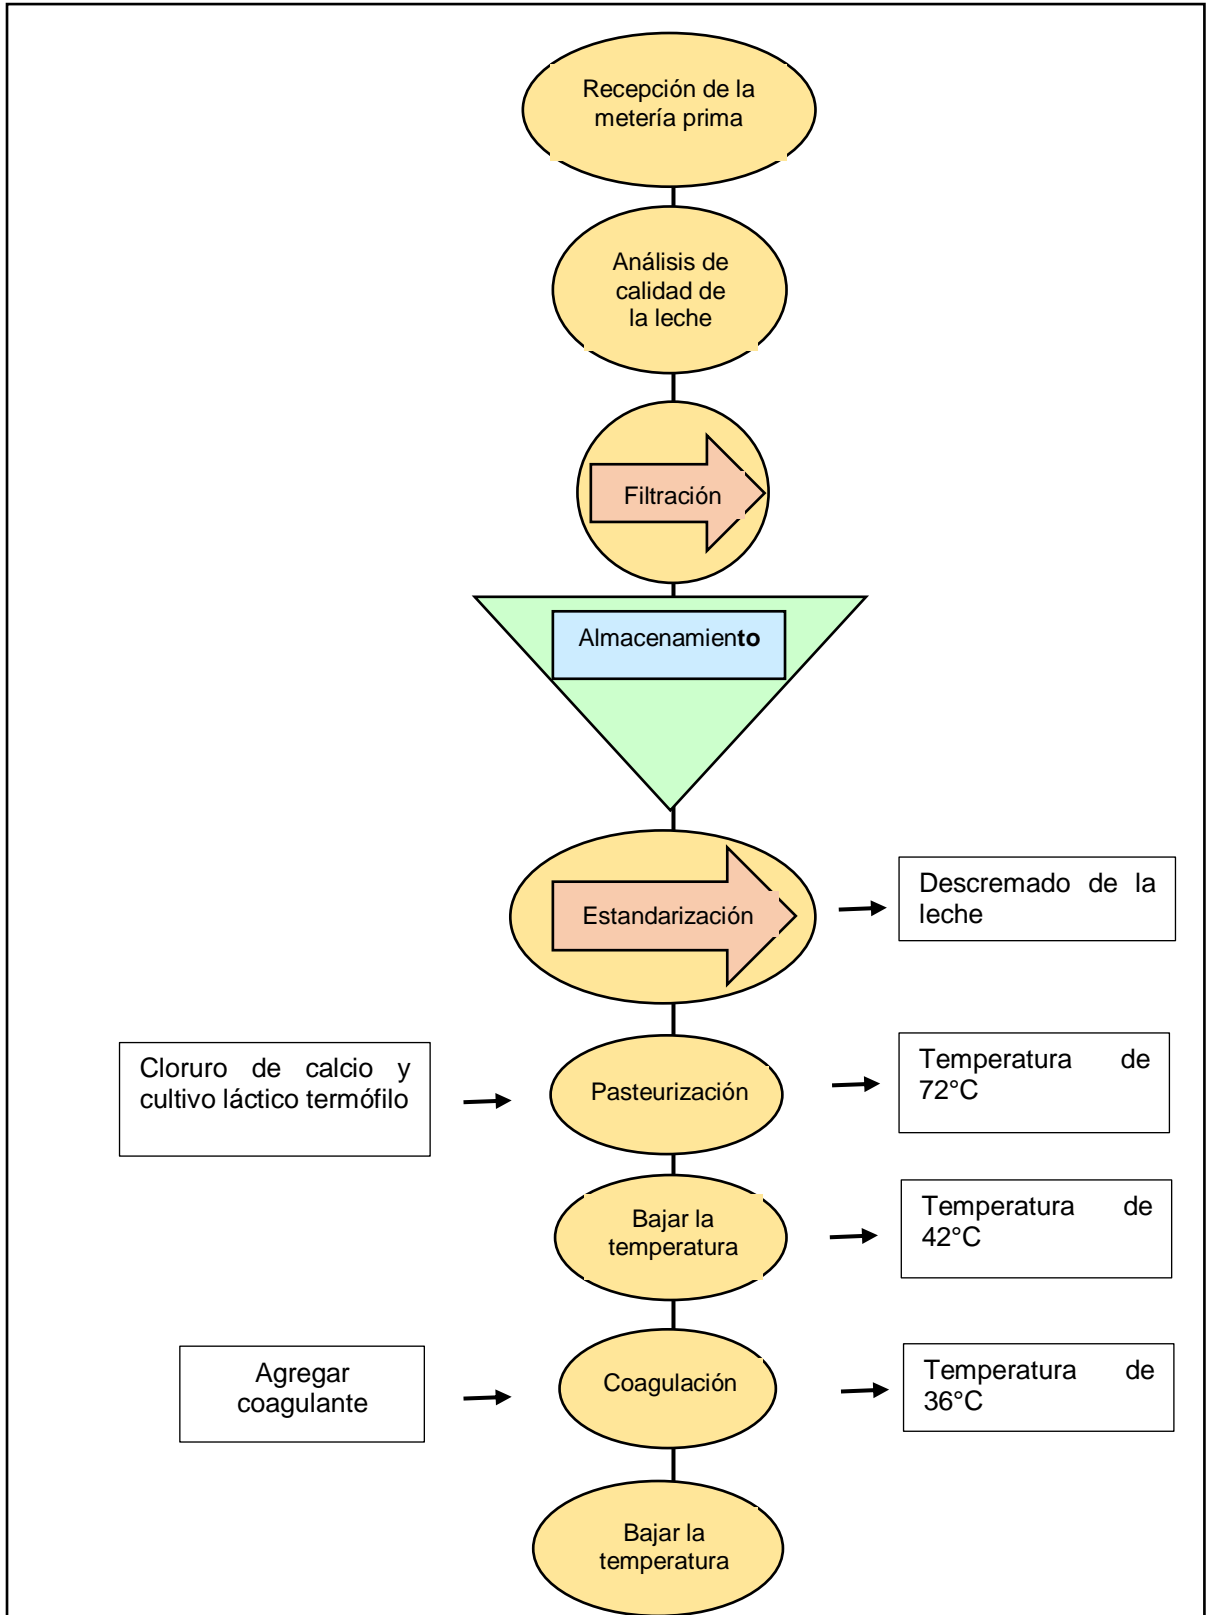 Recepción de la
metería prima
Análisis de
calidad de
la leche
Filtración
Almacenamiento
Estandarización
Descremado de la
leche
Cloruro de calcio y
cultivo láctico termófilo
Pasteurización
Temperatura de
72°C
Bajar la
temperatura
Temperatura de
42°C
Agregar
coagulante
Coagulación
Temperatura de
36°C
Bajar la
temperatura